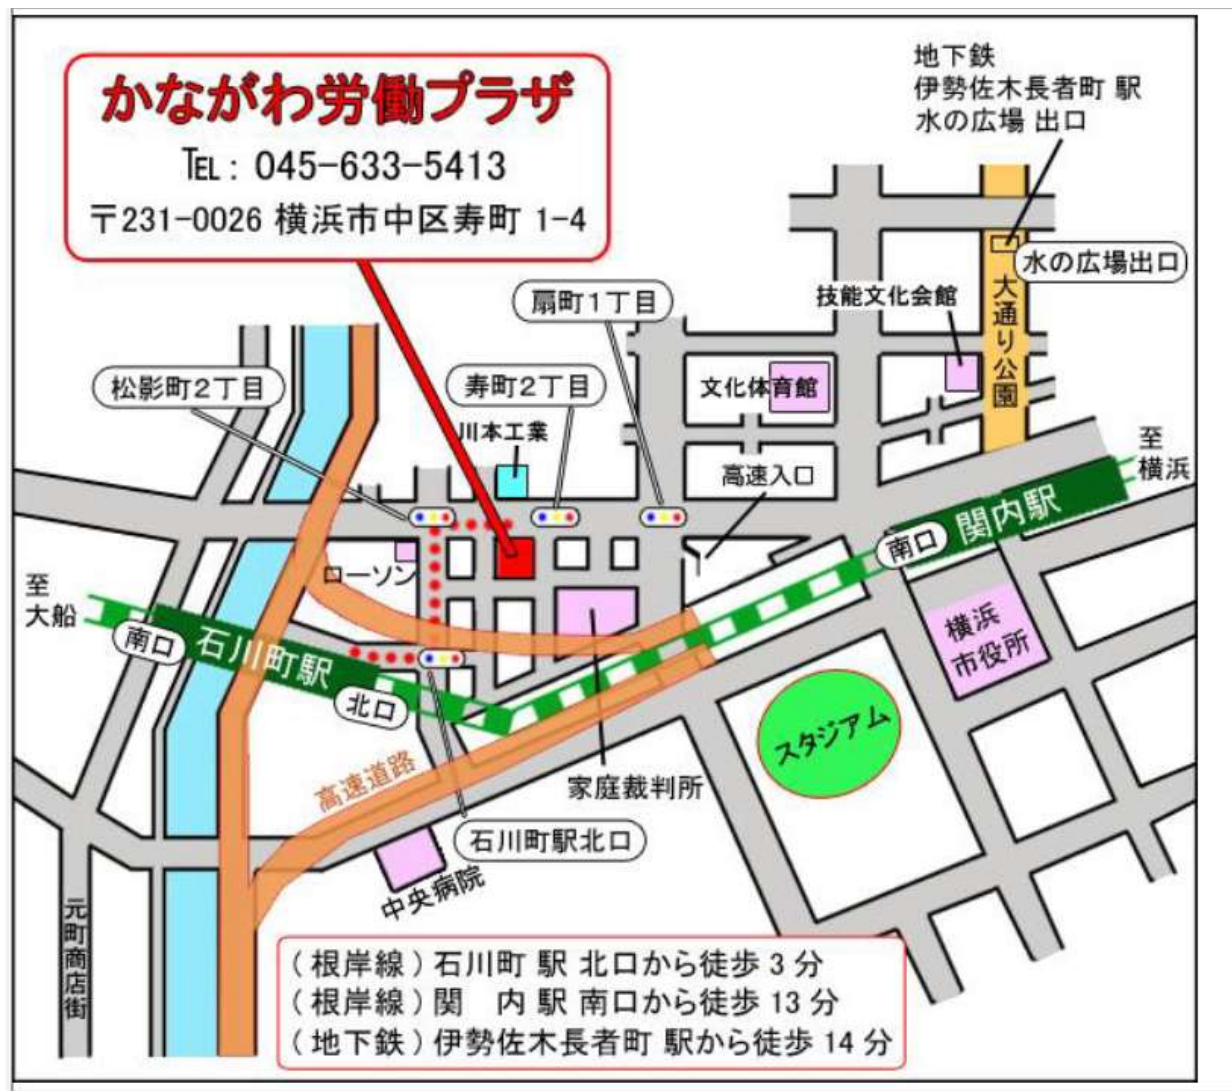 かながわ労働プラザ
TEL: 045-633-5413
〒231-0026 横浜市中区寿町 1-4
地下鉄
伊勢佐木長者町 駅
水の広場 出口
水の広場出口
大通り公園
技能文化会館
扇町1丁目
松影町2丁目
寿町2丁目
文化体育館
川本工業
高速入口
至
横浜
関内駅
南口
ローソン
至
大船
南口
石川町駅
北口
横浜
市役所
スタジアム
高速道路
家庭裁判所
石川町駅北口
中央病院
元町商店街
(根岸線) 石川町 駅 北口から徒歩 3 分
(根岸線) 関 内 駅 南口から徒歩 13 分
(地下鉄) 伊勢佐木長者町 駅から徒歩 14 分